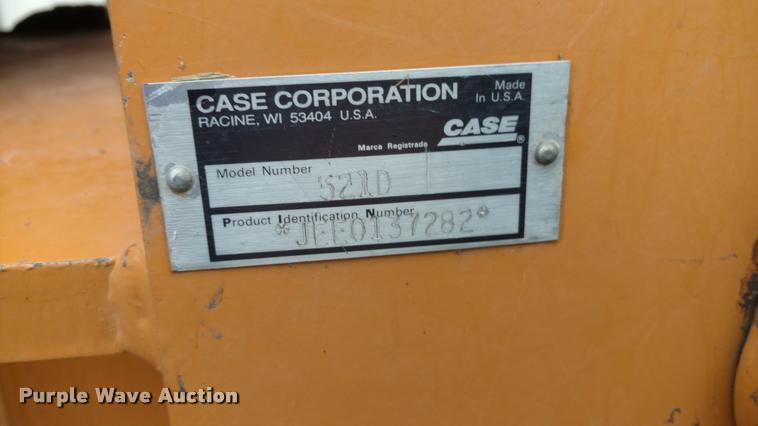 CASE CORPORATION
RACINE, WI 53404 U.S.A.
Made
In U.S.A.
CASE
®
Marca Registrada
Model Number
521D
Product Identification Number
*JEE0137282*
Purple Wave Auction®